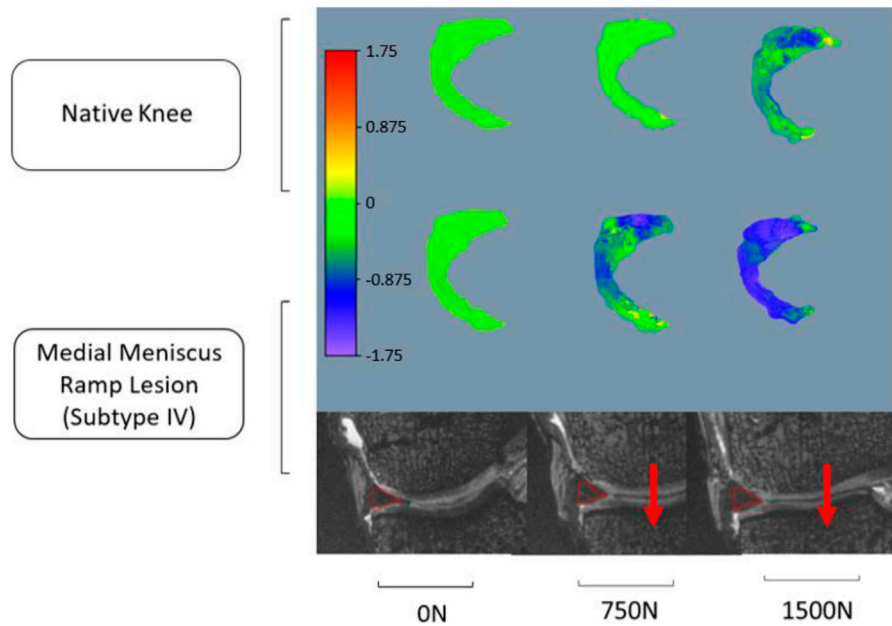 Native Knee
1.75
0.875
0
-0.875
-1.75
Medial Meniscus
Ramp Lesion
(Subtype IV)
0N
750N
1500N